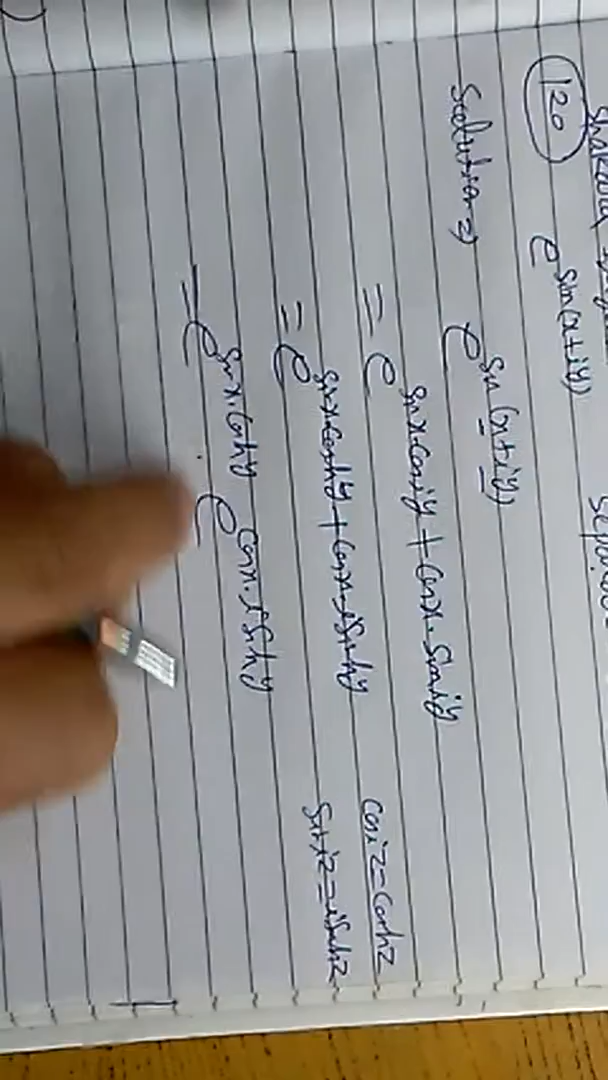 120 e^sin(x+iy)
Solution ⇒ e^sin(x+iy)
= e^sinx·cosiy + cosx·siniy
= e^sinx·coshy + cosx·isinhy cosiz = coshz
siniz = isinhz
= e^sinx·coshy e^cosx·isinhy